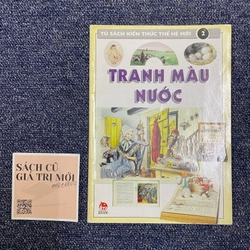 TỦ SÁCH KIẾN THỨC THẾ HỆ MỚI 2
TRANH MÀU
NƯỚC
SÁCH CŨ
GIÁ TRỊ MỚI